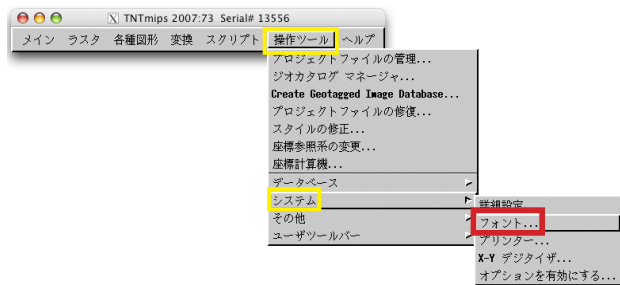 TNTmips 2007:73 Serial# 13556
メイン ラスタ 各種図形 変換 スクリプト 操作ツール ヘルプ
プロジェクトファイルの管理...
ジオカタログ マネージャ...
Create Geotagged Image Database...
プロジェクトファイルの修復...
スタイルの修正...
座標参照系の変更...
座標計算機...
データベース
システム
その他
ユーザツールバー
詳細設定...
フォント...
プリンター...
X-Y デジタイザ...
オプションを有効にする...